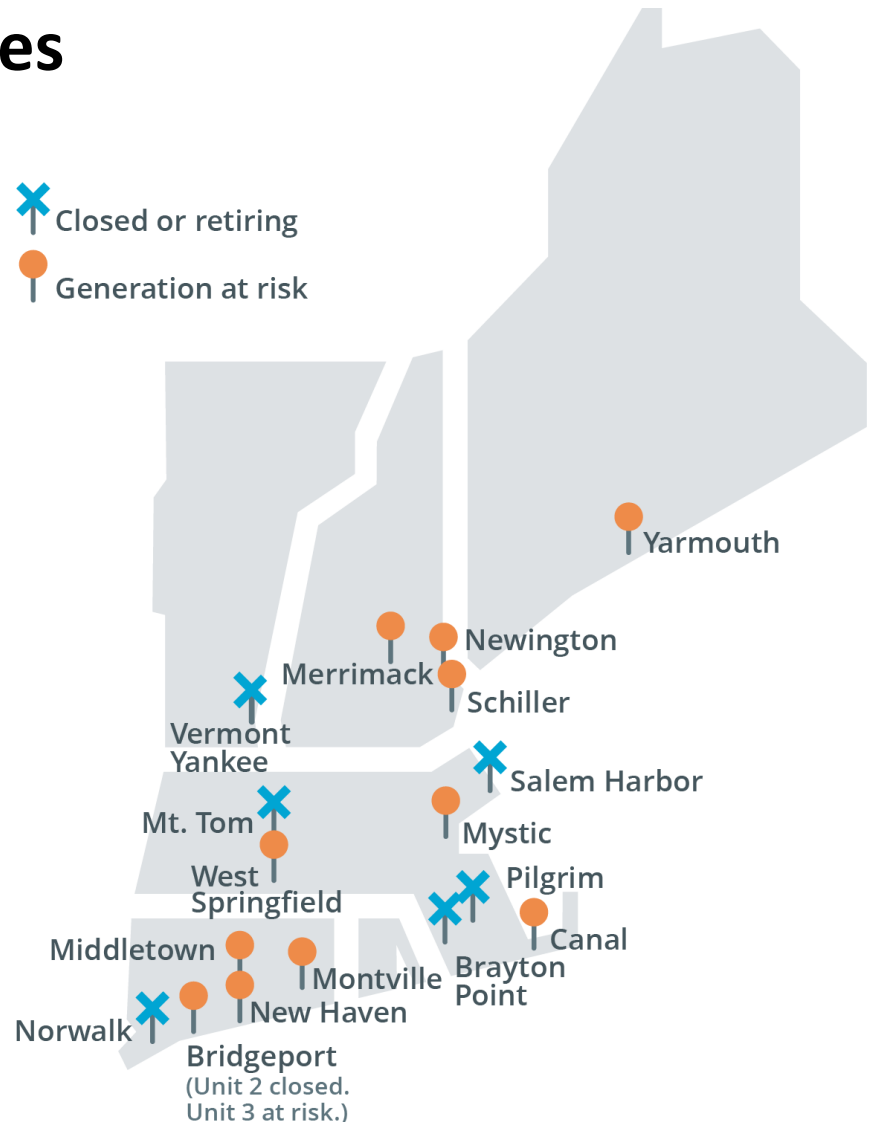 es
Closed or retiring
Generation at risk
Yarmouth
Newington
Merrimack
Schiller
Vermont
Yankee
Salem Harbor
Mt. Tom
Mystic
West
Springfield
Pilgrim
Canal
Middletown
Brayton
Point
Montville
New Haven
Norwalk
Bridgeport
(Unit 2 closed.
Unit 3 at risk.)